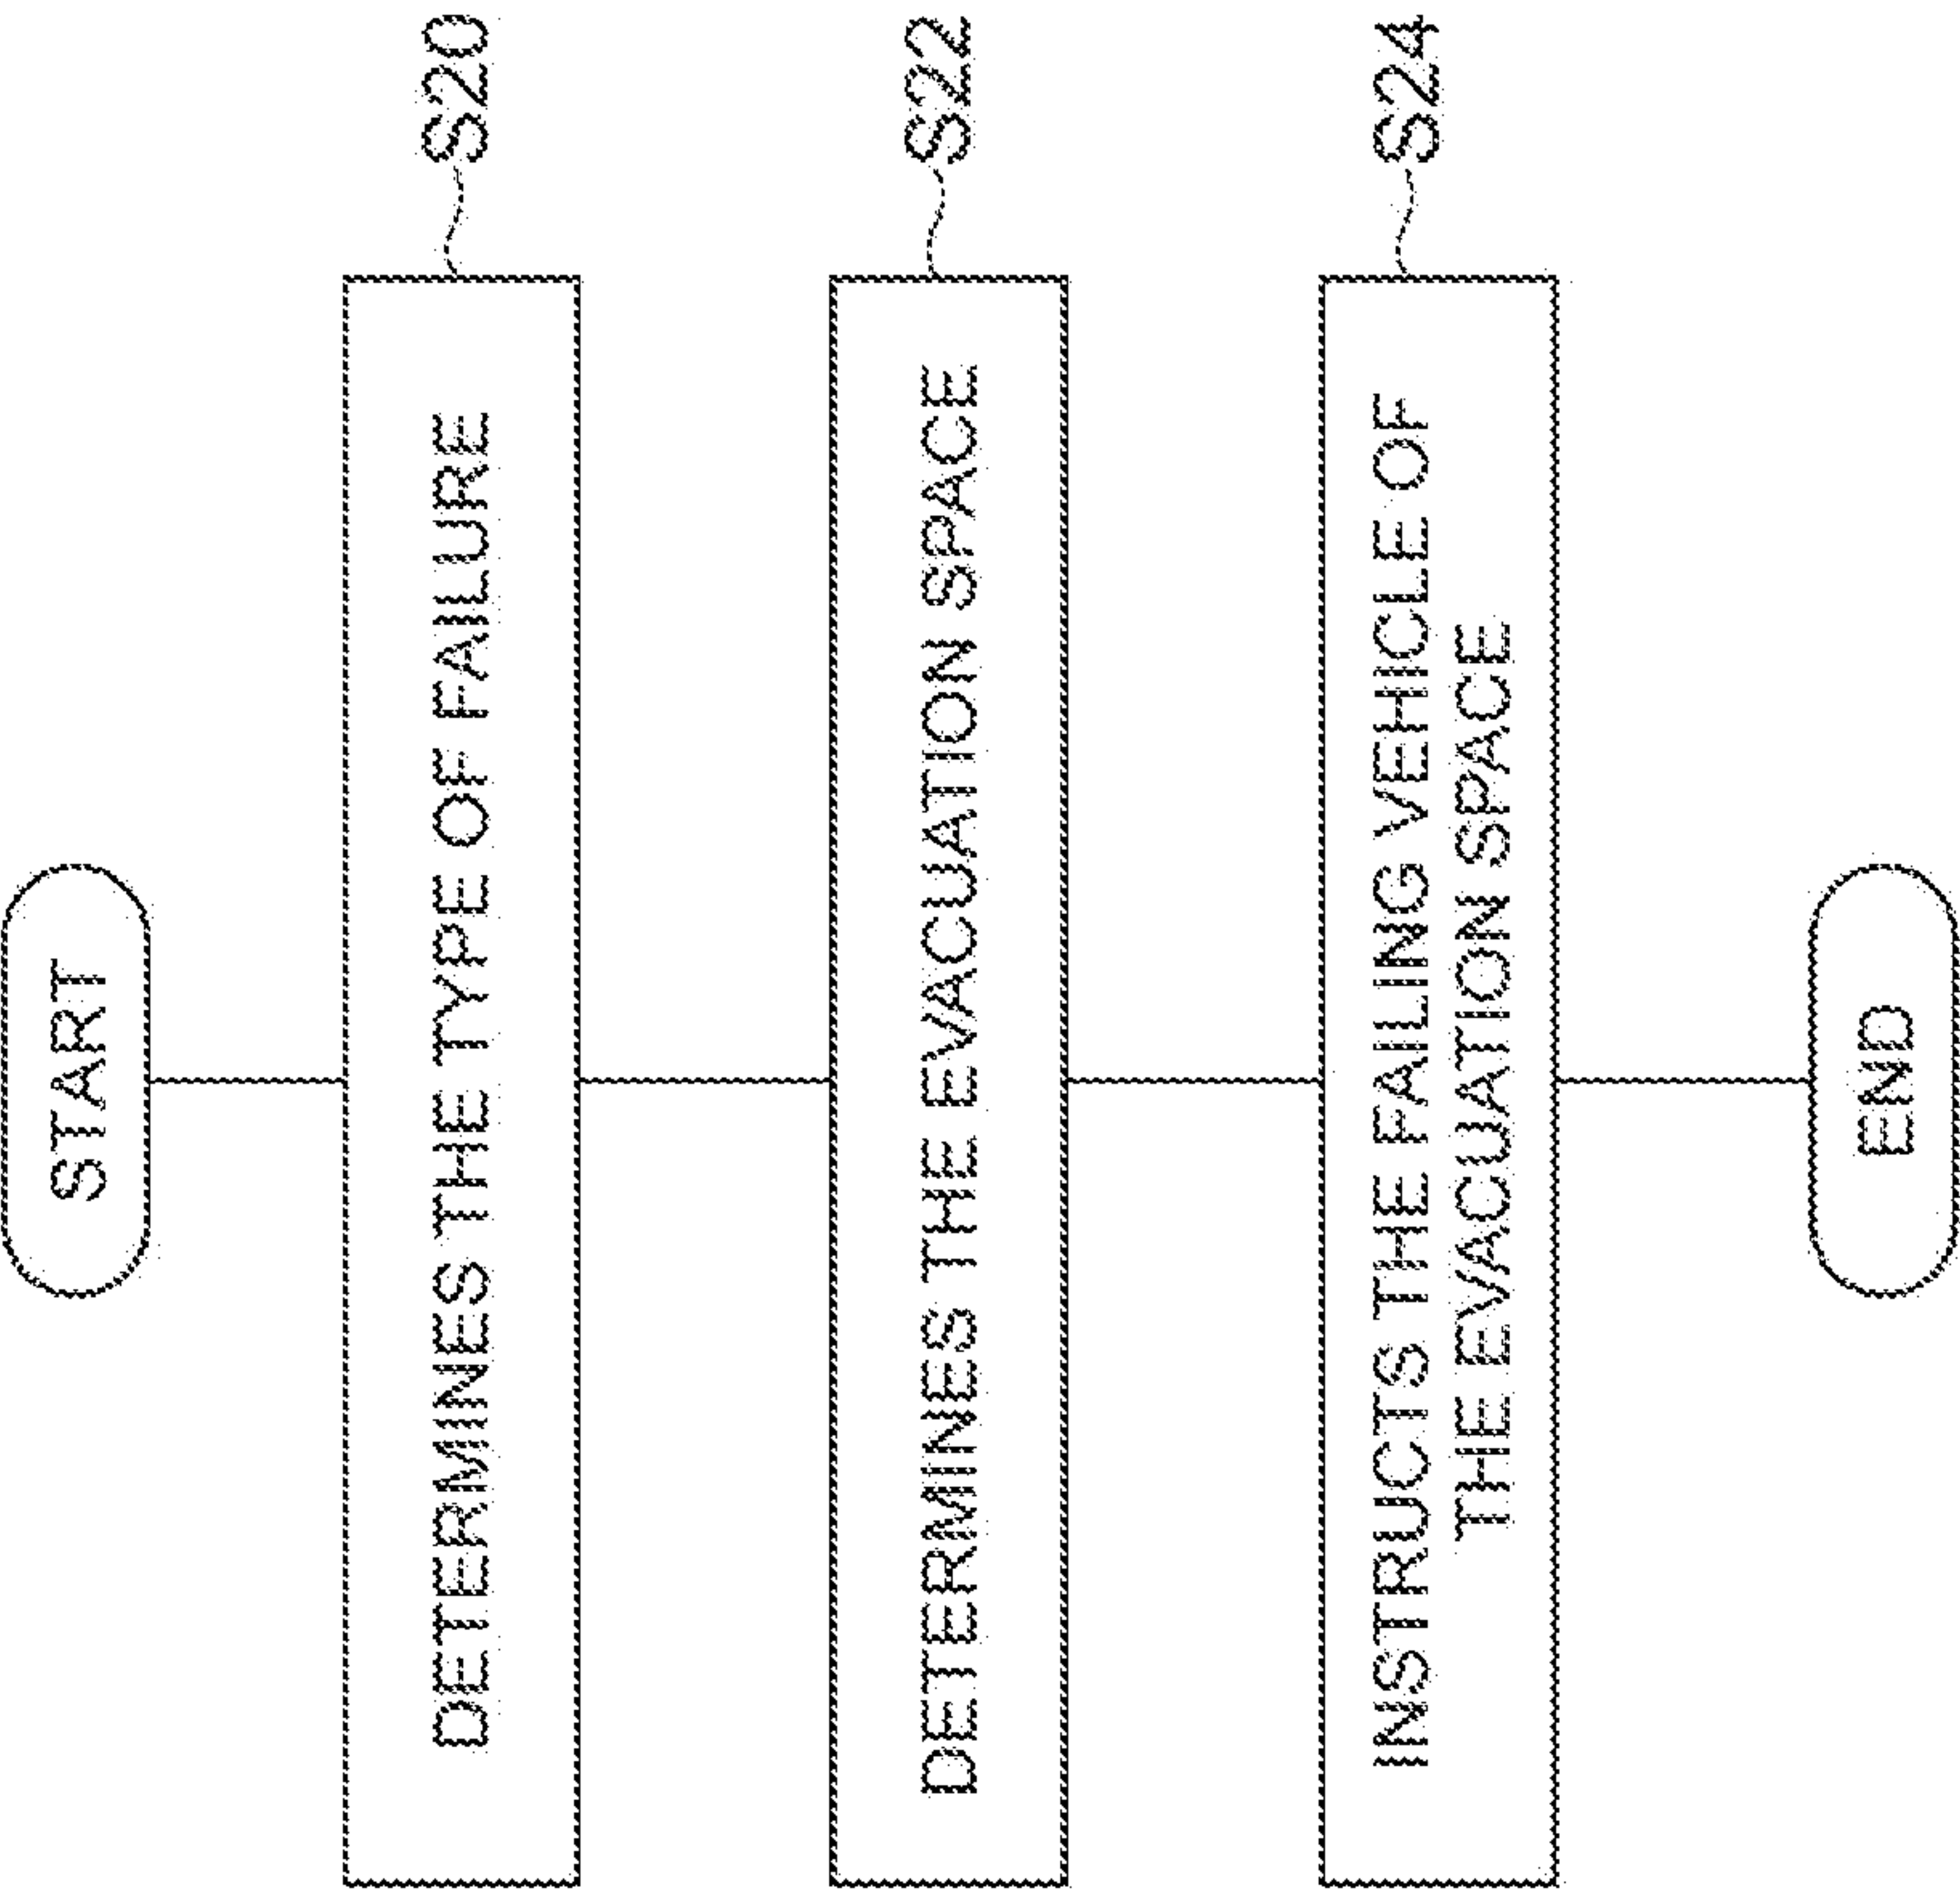 START
DETERMINES THE TYPE OF FAILURE
S20
DETERMINES THE EVACUATION SPACE
S22
INSTRUCTS THE FAILING VEHICLE OF
THE EVACUATION SPACE
S24
END